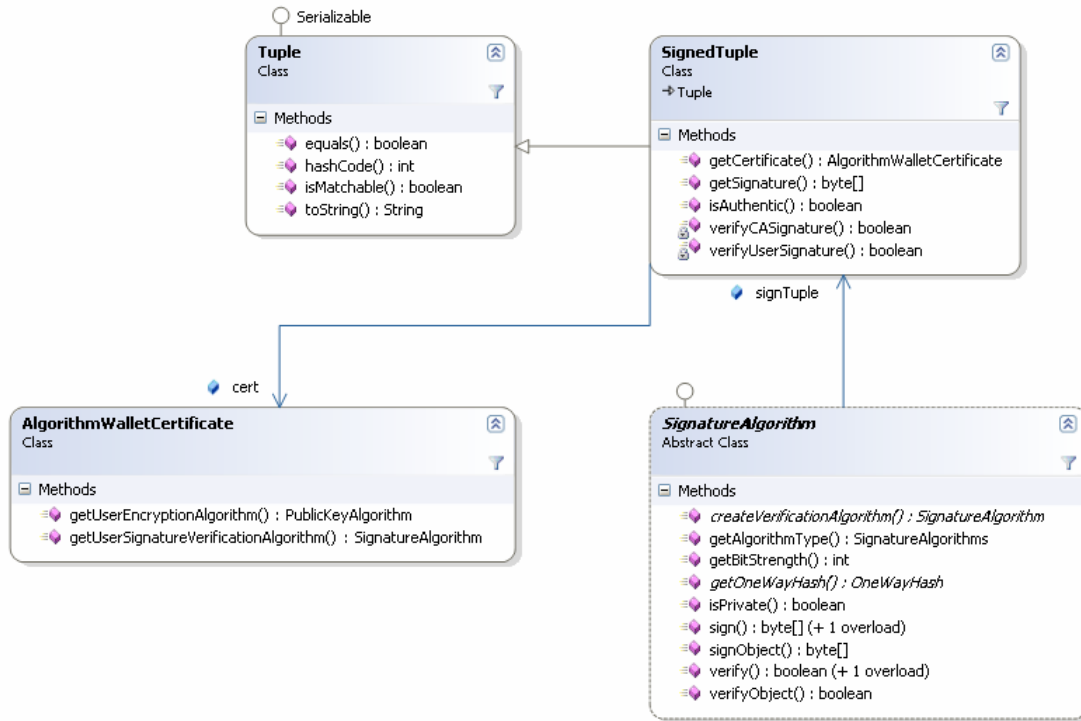 Serializable
Tuple
Class
Methods
equals() : boolean
hashCode() : int
isMatchable() : boolean
toString() : String
SignedTuple
Class
Tuple
Methods
getCertificate() : AlgorithmWalletCertificate
getSignature() : byte[]
isAuthentic() : boolean
verifyCASignature() : boolean
verifyUserSignature() : boolean
signTuple
cert
AlgorithmWalletCertificate
Class
Methods
getUserEncryptionAlgorithm() : PublicKeyAlgorithm
getUserSignatureVerificationAlgorithm() : SignatureAlgorithm
SignatureAlgorithm
Abstract Class
Methods
createVerificationAlgorithm() : SignatureAlgorithm
getAlgorithmType() : SignatureAlgorithms
getBitStrength() : int
getOneWayHash() : OneWayHash
isPrivate() : boolean
sign() : byte[] (+ 1 overload)
signObject() : byte[]
verify() : boolean (+ 1 overload)
verifyObject() : boolean